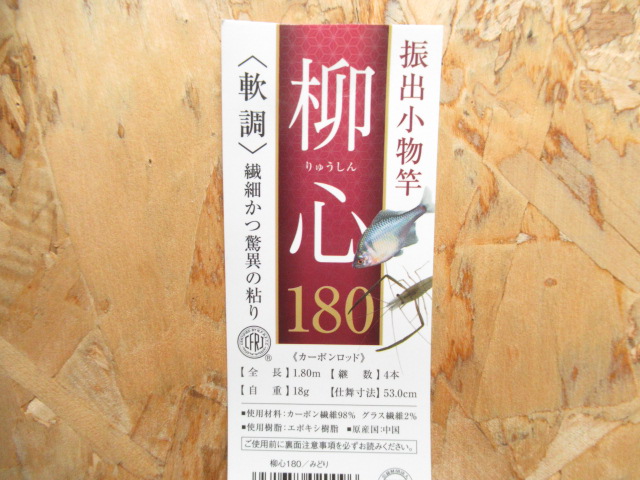 振出小物竿
柳心
りゅうしん
180
〈軟調〉
繊細かつ驚異の粘り
CFRJ
®
《カーボンロッド》
【全長】1.80m【継数】4本
【自重】18g【仕舞寸法】53.0cm
■使用材料:カーボン繊維98% グラス繊維2%
■使用樹脂:エポキシ樹脂 ■原産国:中国
ご使用前に裏面注意事項を必ずお読みください。
柳心180/みどり